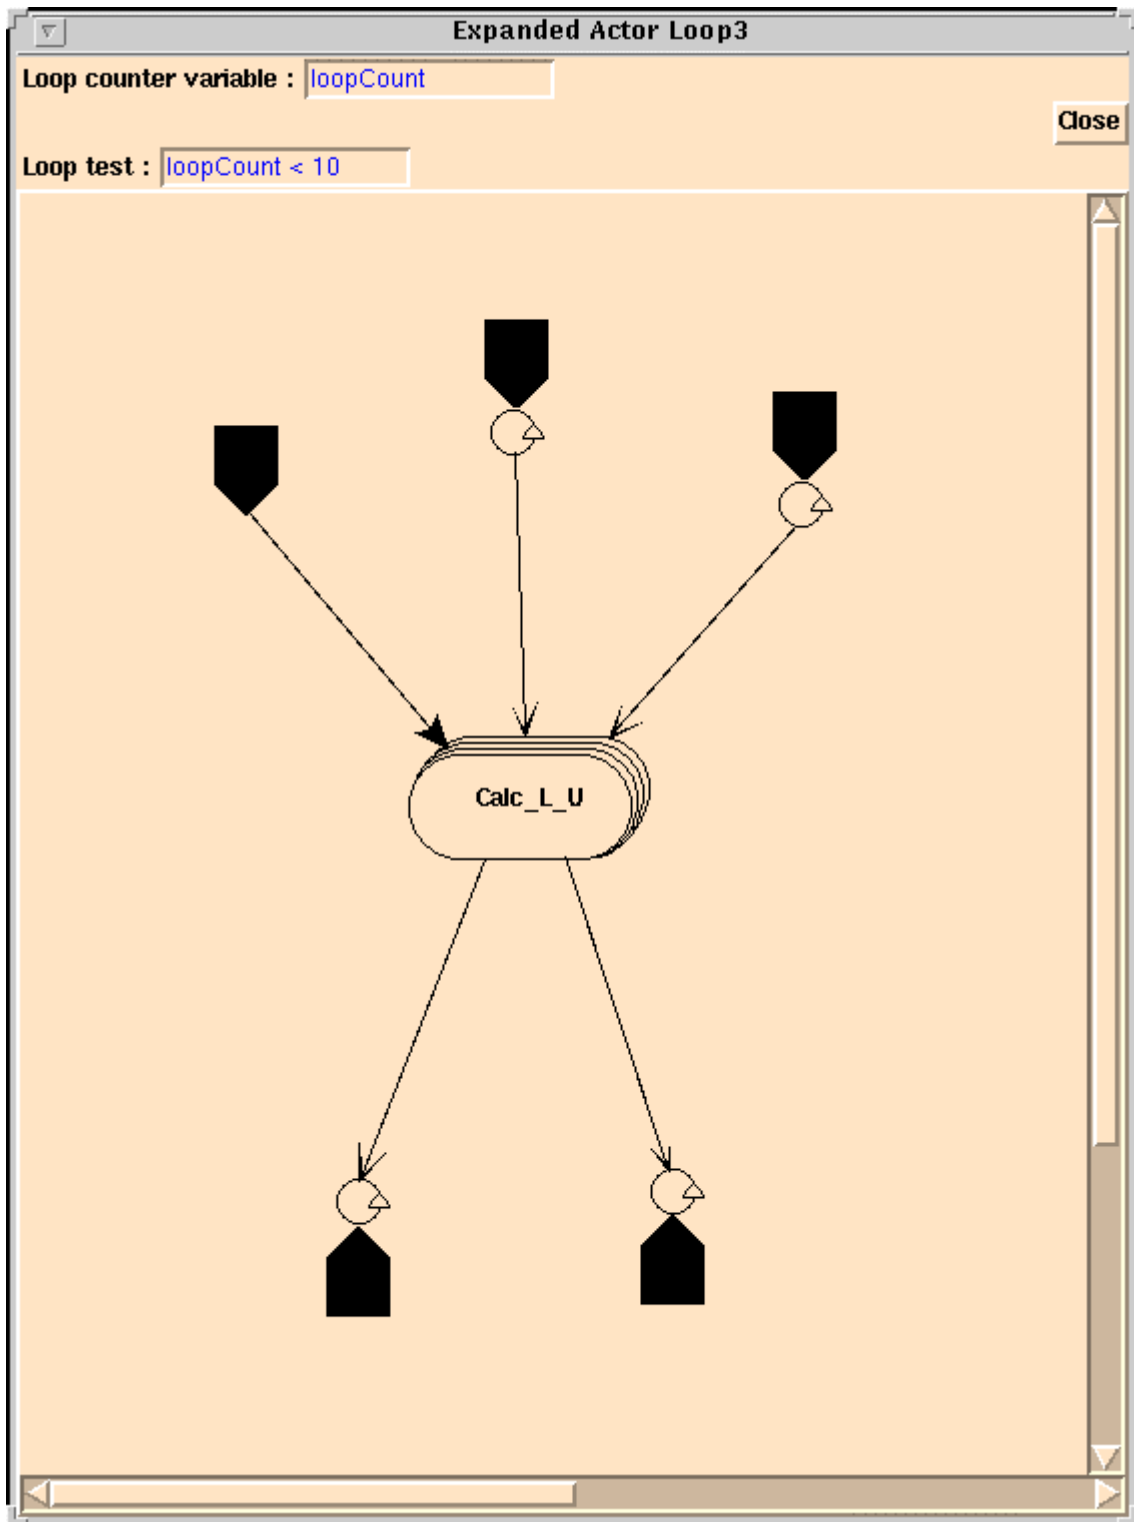 Expanded Actor Loop3
Loop counter variable : loopCount
Close
Loop test : loopCount < 10
Calc_L_U